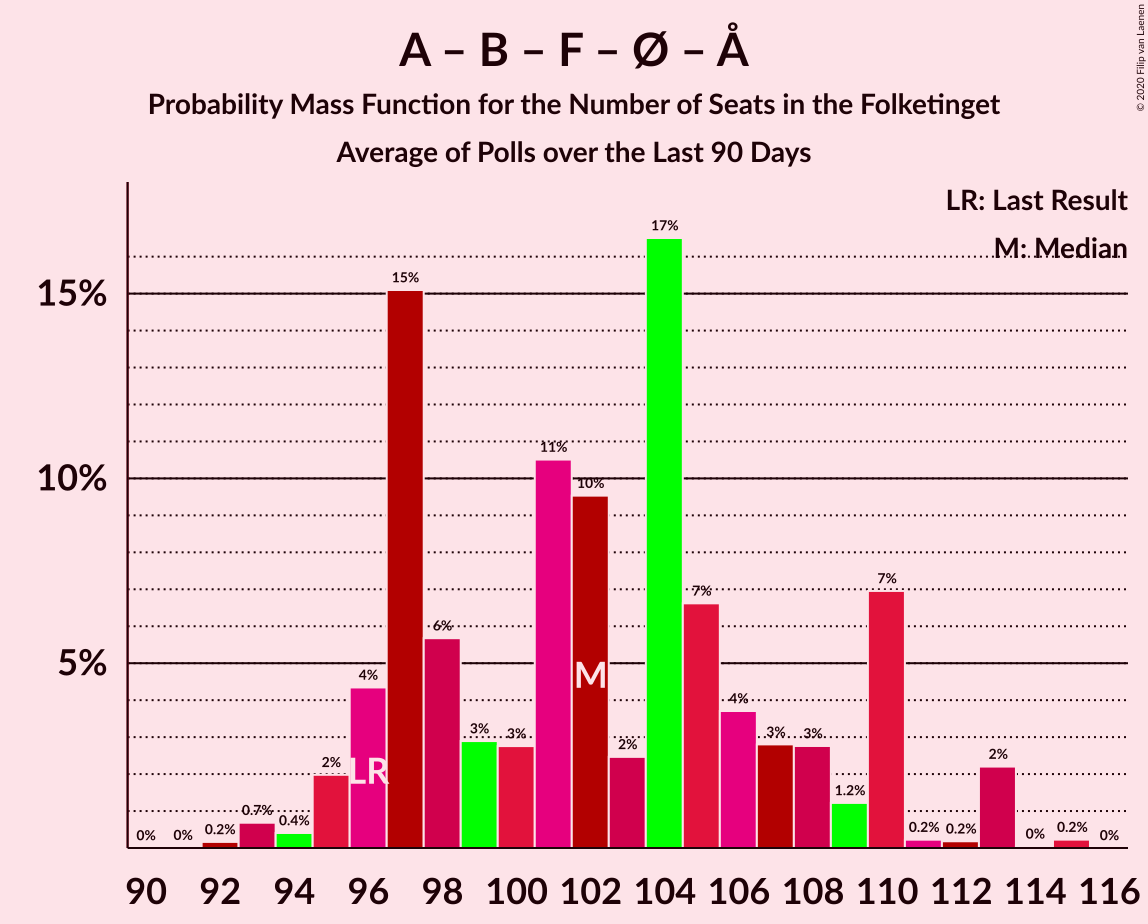 A – B – F – Ø – Å
Probability Mass Function for the Number of Seats in the Folketinget
Average of Polls over the Last 90 Days
© 2020 Filip van Laenen
LR: Last Result
M: Median
15%
10%
5%
0% 0% 0.2% 0.7% 0.4% 2% 4% 15% 6% 3% 3% 11% 10% 2% 17% 7% 4% 3% 3% 1.2% 7% 0.2% 0.2% 2% 0% 0.2% 0%
LR
M
90 92 94 96 98 100 102 104 106 108 110 112 114 116